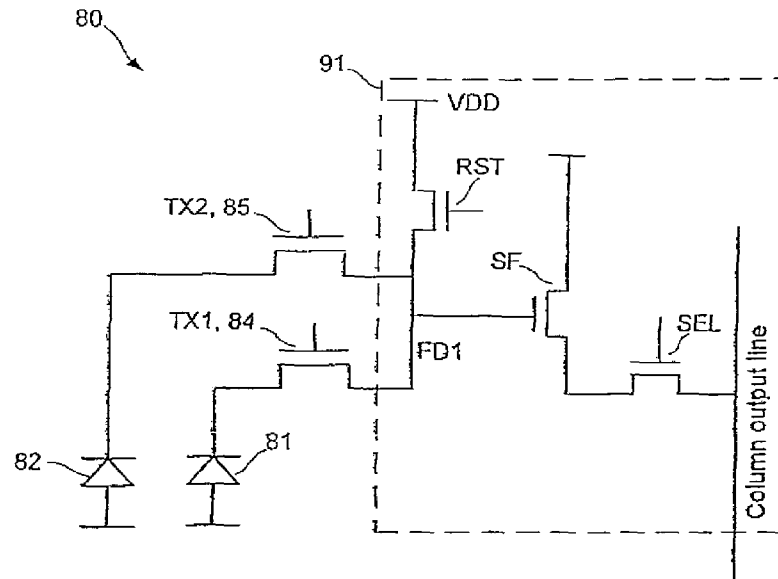 80
91
VDD
RST
TX2, 85
SF
TX1, 84
SEL
FD1
82
81
Column output line